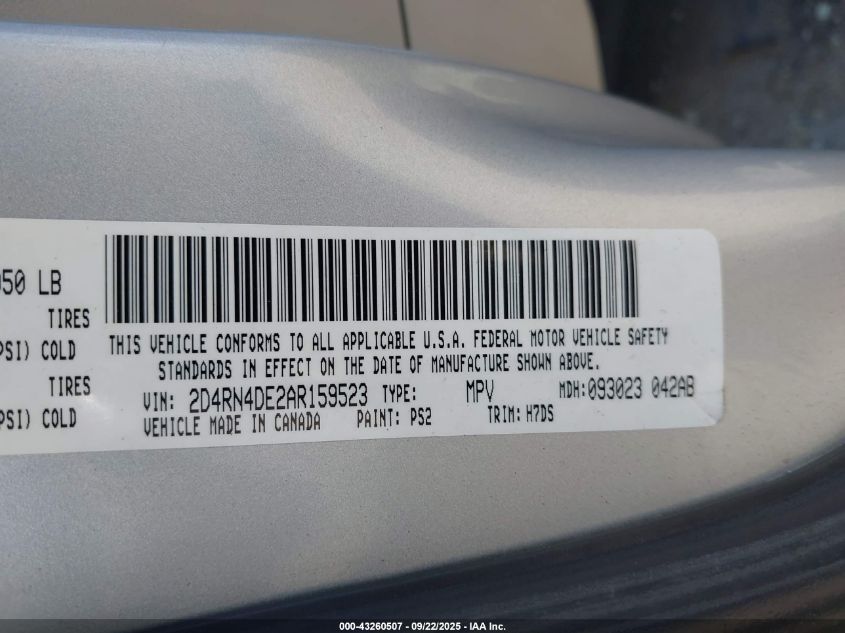 050 LB
TIRES
PSI) COLD
TIRES
PSI) COLD
THIS VEHICLE CONFORMS TO ALL APPLICABLE U.S.A. FEDERAL MOTOR VEHICLE SAFETY
STANDARDS IN EFFECT ON THE DATE OF MANUFACTURE SHOWN ABOVE.
VIN: 2D4RN4DE2AR159523 TYPE: MPV MDH:093023 042AB
VEHICLE MADE IN CANADA PAINT: PS2 TRIM: H7DS
000-43260507 - 09/22/2025 - IAA Inc.